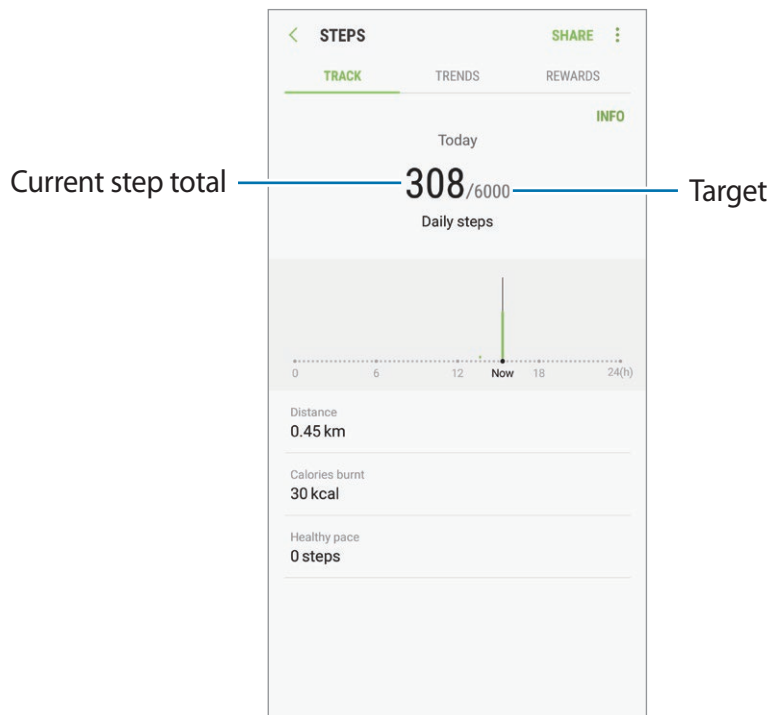 STEPS SHARE
TRACK TRENDS REWARDS
INFO
Today
Current step total 308/6000 Target
Daily steps
0 6 12 Now 18 24(h)
Distance
0.45 km
Calories burnt
30 kcal
Healthy pace
0 steps